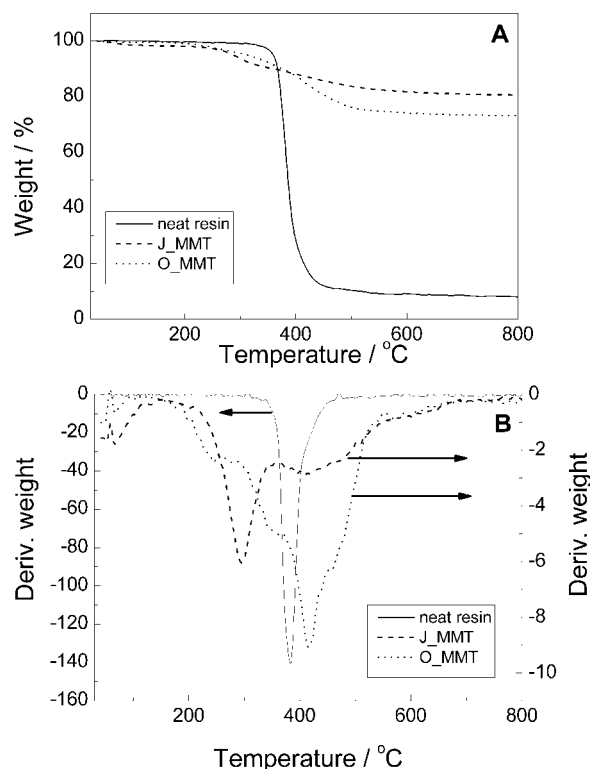 A
100
80
60
40
20
0
Weight / %
neat resin
J_MMT
O_MMT
200
400
600
800
Temperature / °C
B
0
-20
-40
-60
-80
-100
-120
-140
-160
Deriv. weight
0
-2
-4
-6
-8
-10
Deriv. weight
neat resin
J_MMT
O_MMT
200
400
600
800
Temperature / °C